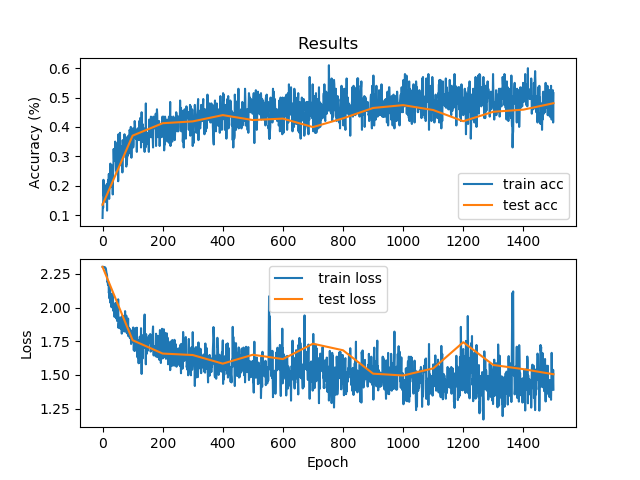 Results
Accuracy (%)
0.6
0.5
0.4
0.3
0.2
0.1
train acc
test acc
0 200 400 600 800 1000 1200 1400
Loss
2.25
2.00
1.75
1.50
1.25
train loss
test loss
0 200 400 600 800 1000 1200 1400
Epoch